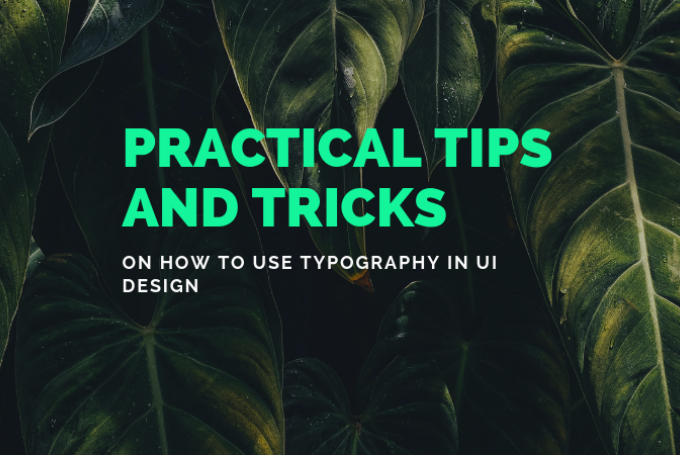 PRACTICAL TIPS
AND TRICKS
ON HOW TO USE TYPOGRAPHY IN UI
DESIGN